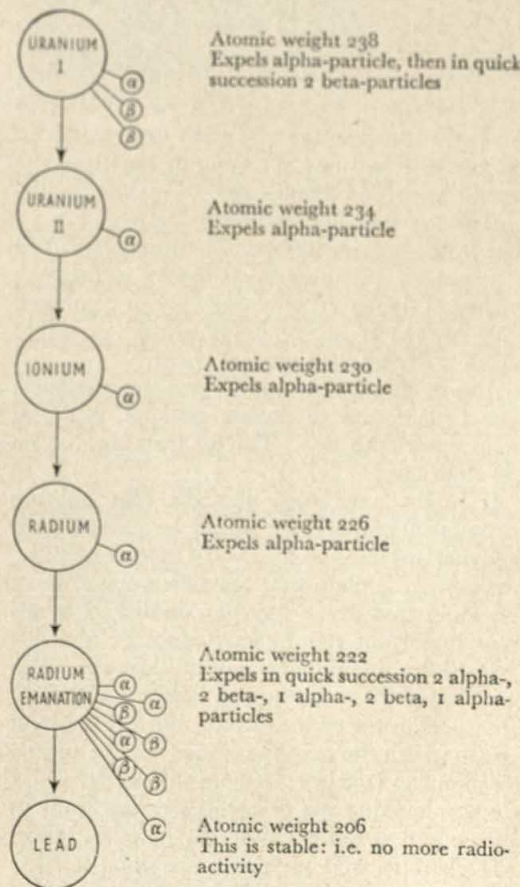 URANIUM
I
α
β
β
Atomic weight 238
Expels alpha-particle, then in quick
succession 2 beta-particles
URANIUM
II
α
Atomic weight 234
Expels alpha-particle
IONIUM
α
Atomic weight 230
Expels alpha-particle
RADIUM
α
Atomic weight 226
Expels alpha-particle
RADIUM
EMANATION
α
α
β
α
β
β
β
α
Atomic weight 222
Expels in quick succession 2 alpha-,
2 beta-, 1 alpha-, 2 beta, 1 alpha-
particles
LEAD
Atomic weight 206
This is stable: i.e. no more radio-
activity